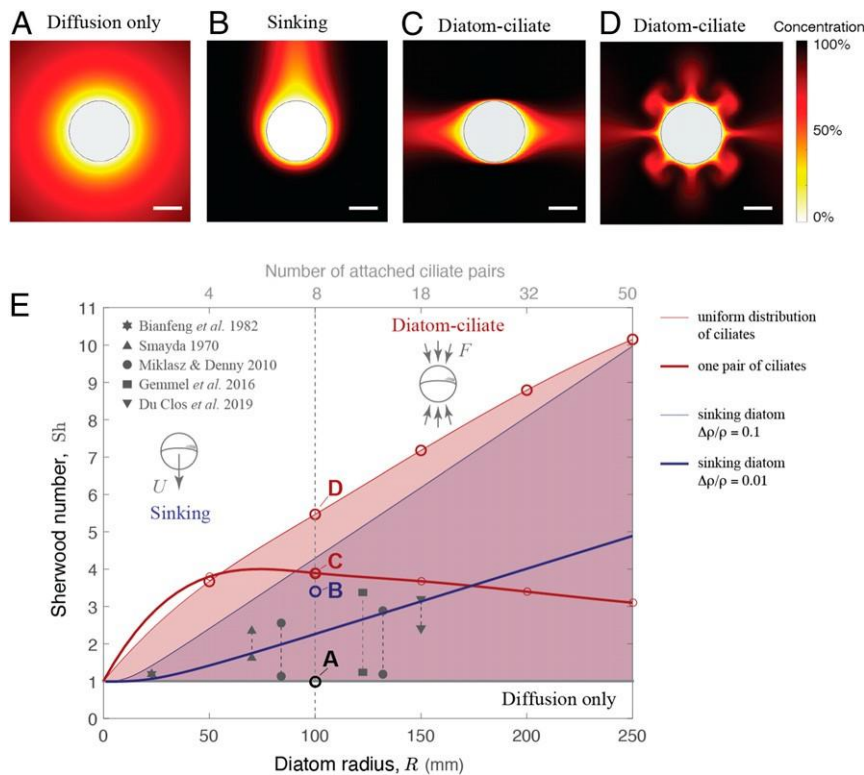 A
Diffusion only
B
Sinking
C
Diatom-ciliate
D
Diatom-ciliate
Concentration
100%
50%
0%
E
Number of attached ciliate pairs
4 8 18 32 50
11
10
9
8
7
6
5
4
3
2
1
0
Sherwood number, Sh
Bianfeng et al. 1982
Smayda 1970
Miklasz & Denny 2010
Gemmel et al. 2016
Du Clos et al. 2019
Diatom-ciliate
F
U
Sinking
D
C
B
A
Diffusion only
0 50 100 150 200 250
Diatom radius, R (mm)
uniform distribution
of ciliates
one pair of ciliates
sinking diatom
Δρ/ρ = 0.1
sinking diatom
Δρ/ρ = 0.01